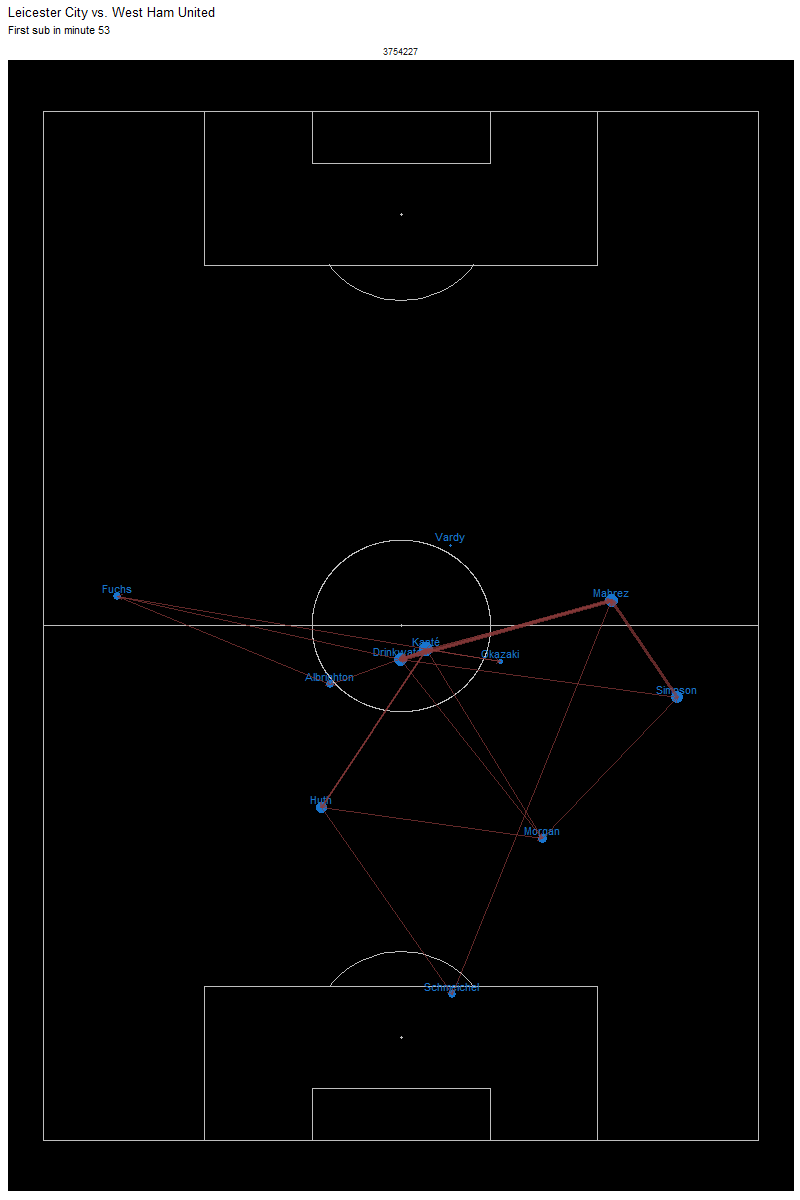 Leicester City vs. West Ham United
First sub in minute 53
3754227
Vardy
Fuchs
Mahrez
Kanté
Drinkwater
Okazaki
Albrighton
Simpson
Huth
Morgan
Schmeichel